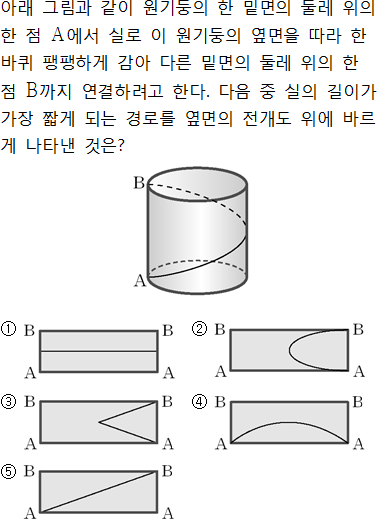 아래 그림과 같이 원기둥의 한 밑면의 둘레 위의
한 점 A에서 실로 이 원기둥의 옆면을 따라 한
바퀴 팽팽하게 감아 다른 밑면의 둘레 위의 한
점 B까지 연결하려고 한다. 다음 중 실의 길이가
가장 짧게 되는 경로를 옆면의 전개도 위에 바르
게 나타낸 것은?
B
A
① B B ② B B
A A A A
③ B B ④ B B
A A A A
⑤ B B
A A